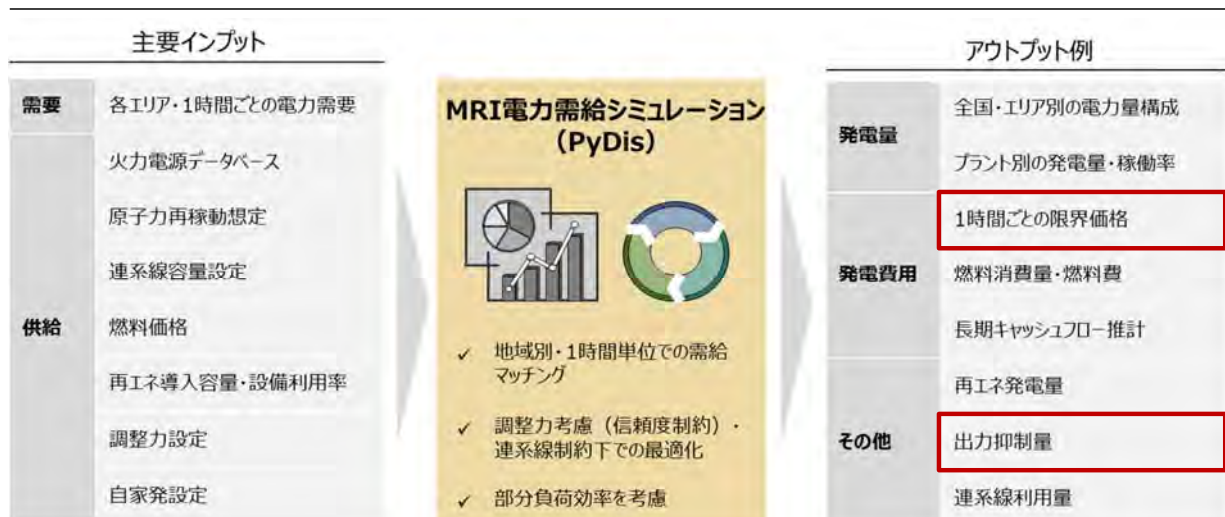 主要インプット
需要
各エリア・1時間ごとの電力需要
供給
火力電源データベース
原子力再稼動想定
連系線容量設定
燃料価格
再エネ導入容量・設備利用率
調整力設定
自家発設定
MRI電力需給シミュレーション
（PyDis）
✓ 地域別・1時間単位での需給
マッチング
✓ 調整力考慮（信頼度制約）・
連系線制約下での最適化
✓ 部分負荷効率を考慮
アウトプット例
発電量
全国・エリア別の電力量構成
プラント別の発電量・稼働率
発電費用
1時間ごとの限界価格
燃料消費量・燃料費
長期キャッシュフロー推計
その他
再エネ発電量
出力抑制量
連系線利用量